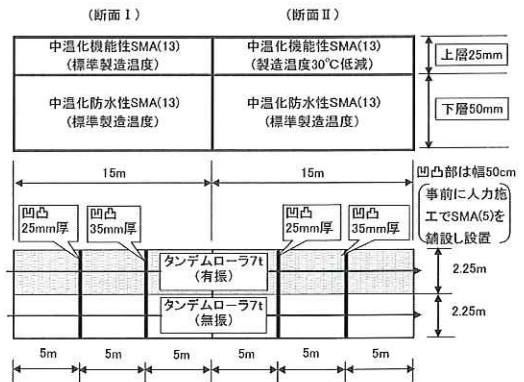 (断面Ⅰ)
(断面Ⅱ)
中温化機能性SMA(13)
(標準製造温度)
中温化機能性SMA(13)
(製造温度30℃低減)
上層25mm
中温化防水性SMA(13)
(標準製造温度)
中温化防水性SMA(13)
(標準製造温度)
下層50mm
15m
15m
凹凸部は幅50cm
事前に人力施
工でSMA(5)を
舗設し設置
凹凸
25mm厚
凹凸
35mm厚
凹凸
25mm厚
凹凸
35mm厚
タンデムローラ7t
(有振)
2.25m
タンデムローラ7t
(無振)
2.25m
5m
5m
5m
5m
5m
5m